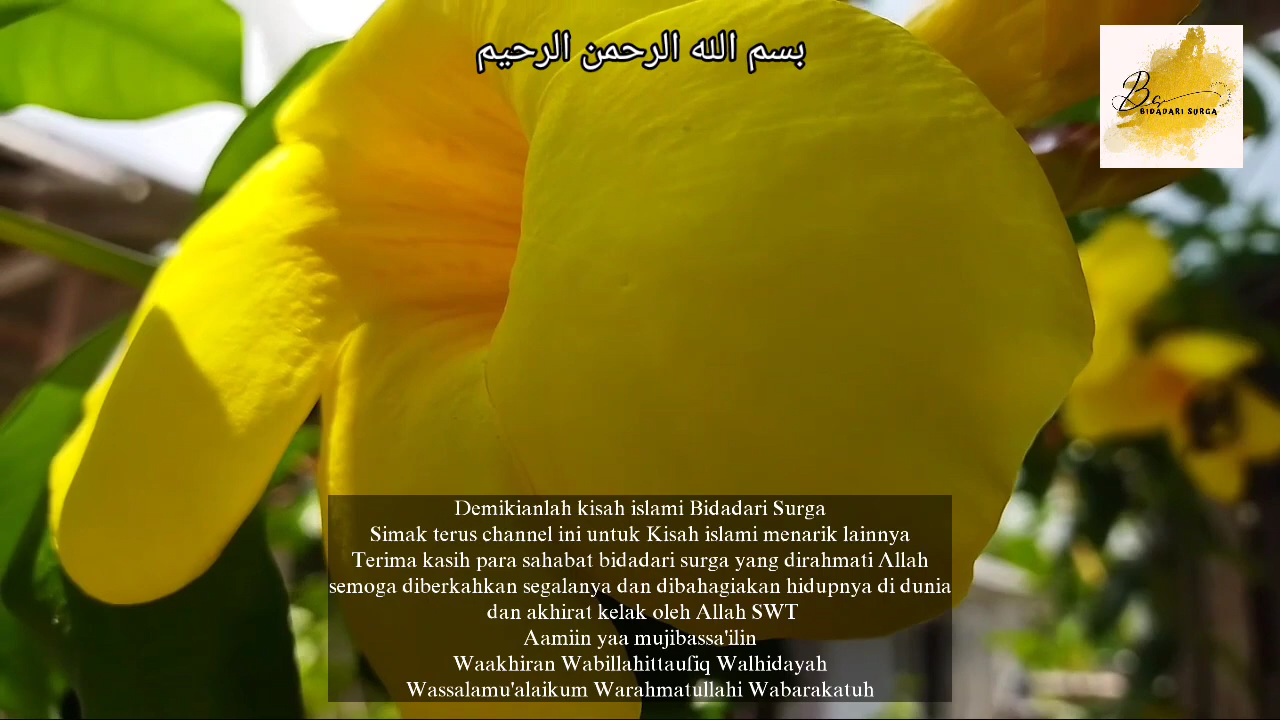 بسم الله الرحمن الرحيم
Bs
BIDADARI SURGA
Demikianlah kisah islami Bidadari Surga
Simak terus channel ini untuk Kisah islami menarik lainnya
Terima kasih para sahabat bidadari surga yang dirahmati Allah
semoga diberkahkan segalanya dan dibahagiakan hidupnya di dunia
dan akhirat kelak oleh Allah SWT
Aamiin yaa mujibassa'ilin
Waakhiran Wabillahittaufiq Walhidayah
Wassalamu'alaikum Warahmatullahi Wabarakatuh